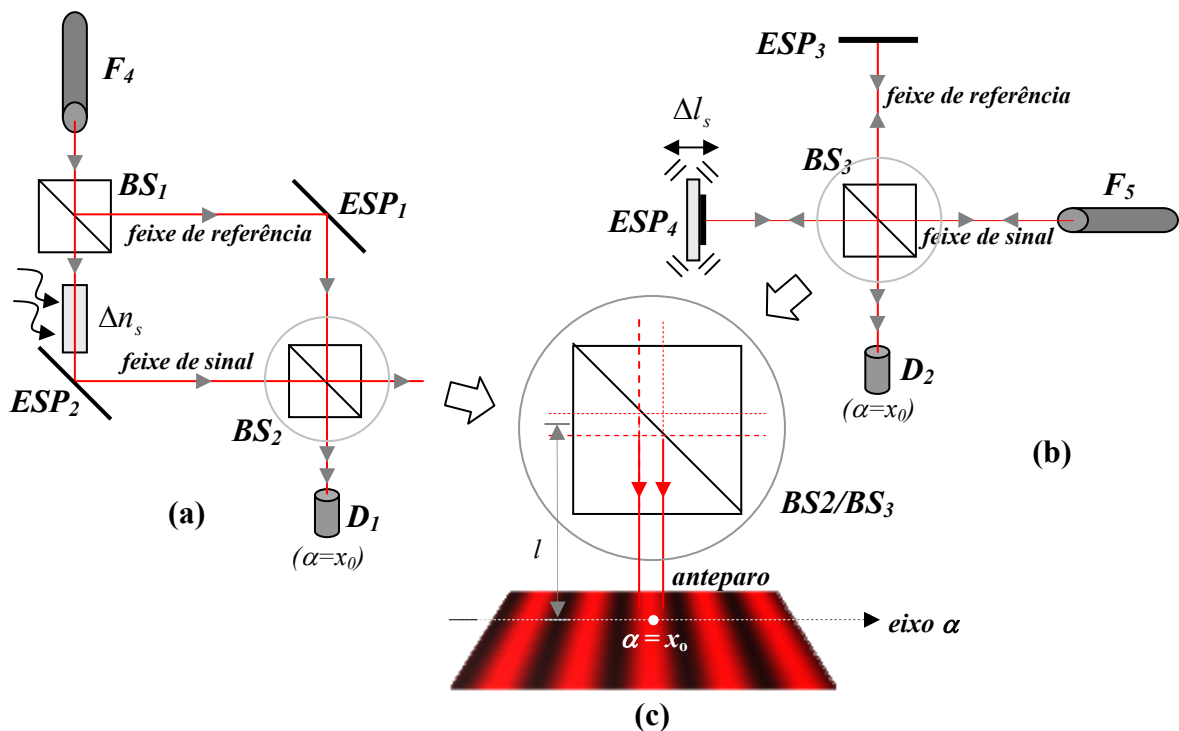 F₄
BS₁
ESP₁
feixe de referência
Δnₛ
feixe de sinal
ESP₂
BS₂
D₁
(α=x₀)
(a)
ESP₃
feixe de referência
Δlₛ
BS₃
F₅
ESP₄
feixe de sinal
D₂
(α=x₀)
(b)
BS2/BS₃
l
anteparo
α = xₒ
eixo α
(c)